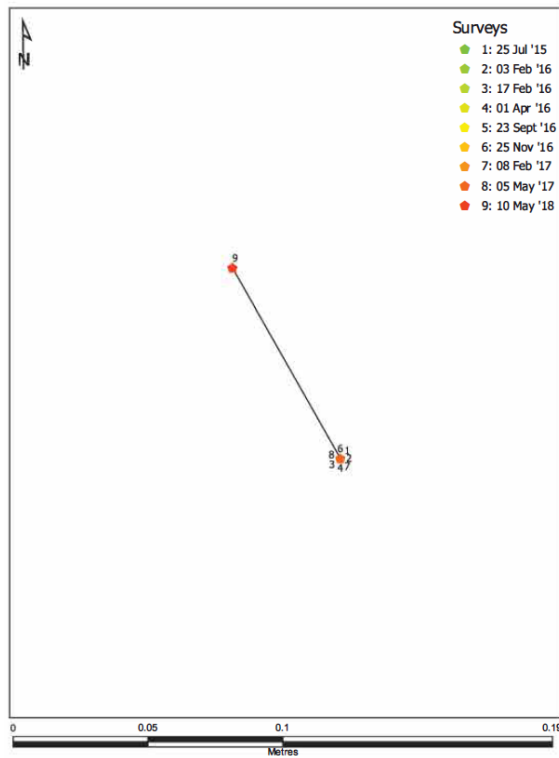 Surveys
N
1: 25 Jul '15
2: 03 Feb '16
3: 17 Feb '16
4: 01 Apr '16
5: 23 Sept '16
6: 25 Nov '16
7: 08 Feb '17
8: 05 May '17
9: 10 May '18
9
6 1
8 2
3 4 7
0 0.05 0.1 0.19
Metres